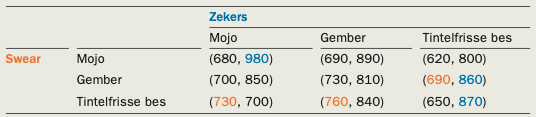 Zekers
Mojo Gember Tintelfrisse bes
Swear Mojo (680, 980) (690, 890) (620, 800)
Gember (700, 850) (730, 810) (690, 860)
Tintelfrisse bes (730, 700) (760, 840) (650, 870)